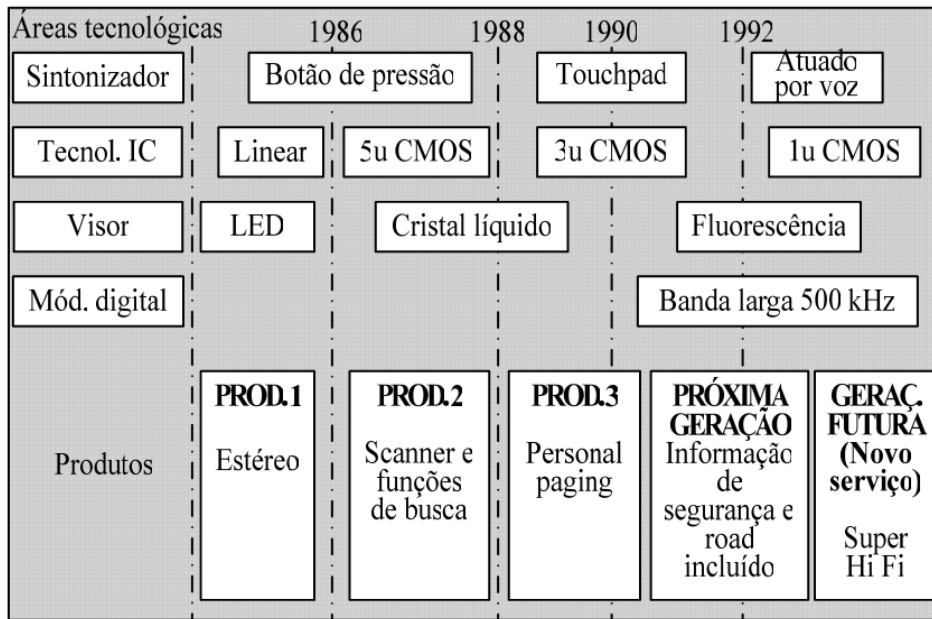 Áreas tecnológicas 1986 1988 1990 1992
Sintonizador Botão de pressão Touchpad Atuado
por voz
Tecnol. IC Linear 5u CMOS 3u CMOS 1u CMOS
Visor LED Cristal líquido Fluorescência
Mód. digital Banda larga 500 kHz
Produtos
PROD.1
Estéreo
PROD.2
Scanner e
funções
de busca
PROD.3
Personal
paging
PRÓXIMA
GERAÇÃO
Informação
de
segurança e
road
incluído
GERAÇ.
FUTURA
(Novo
serviço)
Super
Hi Fi